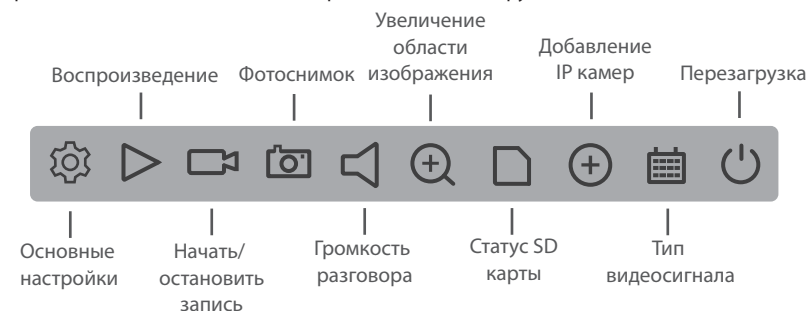 Увеличение
области
изображения
Добавление
IP камер
Воспроизведение
Фотоснимок
Перезагрузка
Основные
настройки
Начать/
остановить
запись
Громкость
разговора
Статус SD
карты
Тип
видеосигнала